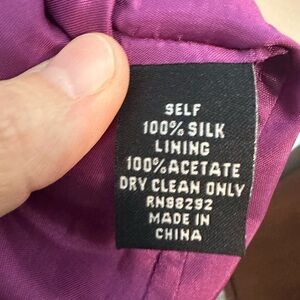 SELF
100% SILK
LINING
100% ACETATE
DRY CLEAN ONLY
RN98292
MADE IN
CHINA